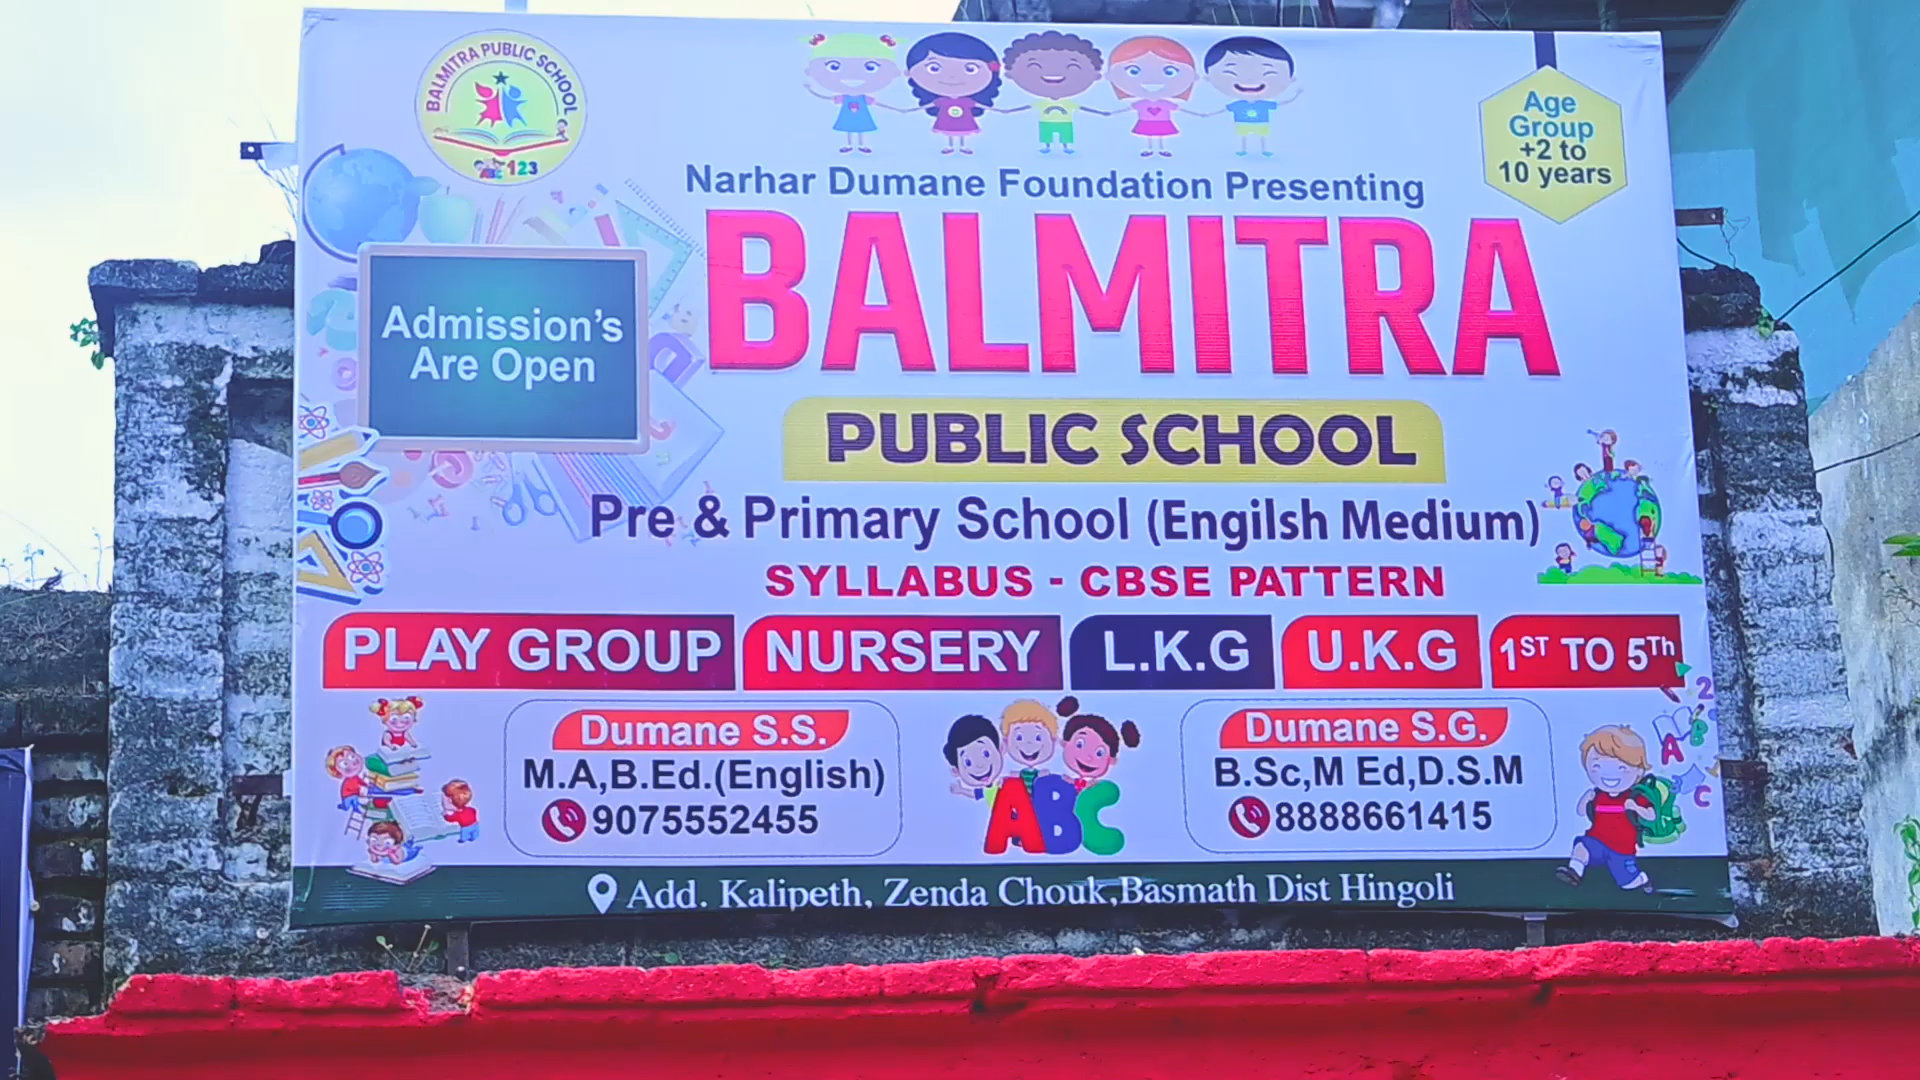 BALMITRA PUBLIC SCHOOL
ABC 123
Age
Group
+2 to
10 years
Narhar Dumane Foundation Presenting
BALMITRA
Admission's
Are Open
PUBLIC SCHOOL
Pre & Primary School (Engilsh Medium)
SYLLABUS - CBSE PATTERN
PLAY GROUP NURSERY L.K.G U.K.G 1ST TO 5Th
Dumane S.S.
M.A,B.Ed.(English)
9075552455
ABC
Dumane S.G.
B.Sc,M Ed,D.S.M
8888661415
2
A B
C
Add. Kalipeth, Zenda Chouk,Basmath Dist Hingoli